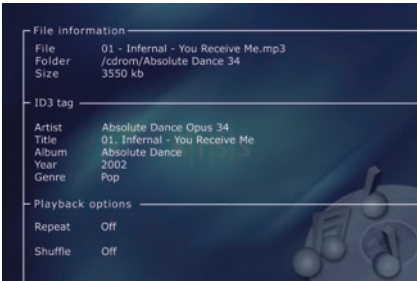 File information
File 01 - Infernal - You Receive Me.mp3
Folder /cdrom/Absolute Dance 34
Size 3550 kb
ID3 tag
Artist Absolute Dance Opus 34
Title 01. Infernal - You Receive Me
Album Absolute Dance
Year 2002
Genre Pop
Playback options
Repeat Off
Shuffle Off